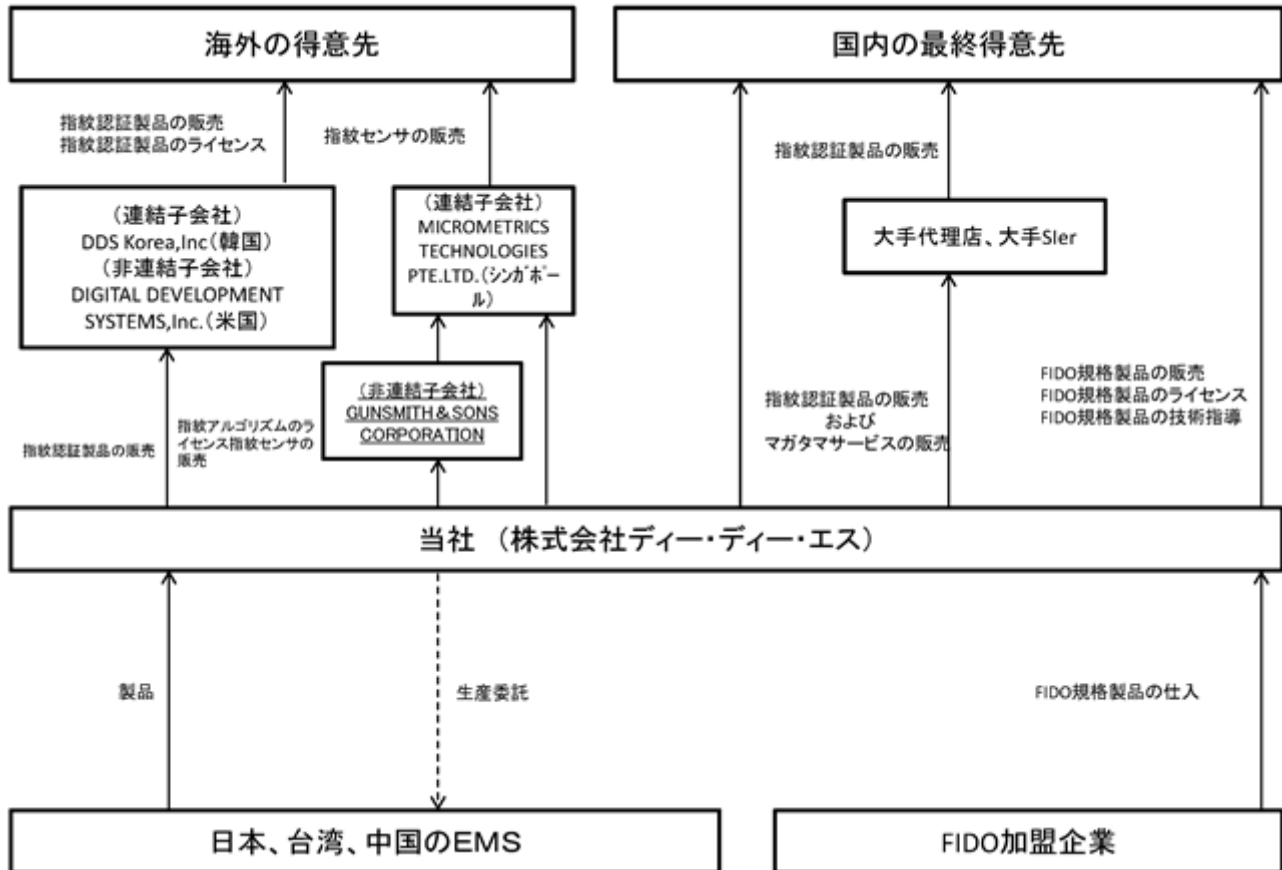 海外の得意先
国内の最終得意先
指紋認証製品の販売
指紋認証製品のライセンス
指紋センサの販売
指紋認証製品の販売
(連結子会社)
DDS Korea,Inc(韓国)
(非連結子会社)
DIGITAL DEVELOPMENT
SYSTEMS,Inc.(米国)
(連結子会社)
MICROMETRICS
TECHNOLOGIES
PTE.LTD.(シンガポー
ル)
大手代理店、大手SIer
(非連結子会社)
GUNSMITH&SONS
CORPORATION
指紋認証製品の販売
指紋アルゴリズムのラ
イセンス指紋センサの
販売
指紋認証製品の販売
および
マガタマサービスの販売
FIDO規格製品の販売
FIDO規格製品のライセンス
FIDO規格製品の技術指導
当社 (株式会社ディー・ディー・エス)
製品
生産委託
FIDO規格製品の仕入
日本、台湾、中国のEMS
FIDO加盟企業